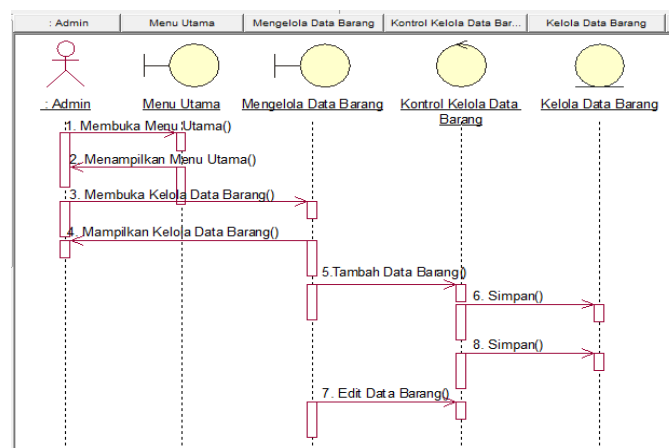 : Admin
Menu Utama
Mengelola Data Barang
Kontrol Kelola Data Bar...
Kelola Data Barang
: Admin
Menu Utama
Mengelola Data Barang
Kontrol Kelola Data
Barang
Kelola Data Barang
1. Membuka Menu Utama()
2. Menampilkan Menu Utama()
3. Membuka Kelola Data Barang()
4. Mampilkan Kelola Data Barang()
5.Tambah Data Barang()
6. Simpan()
8. Simpan()
7. Edit Data Barang()